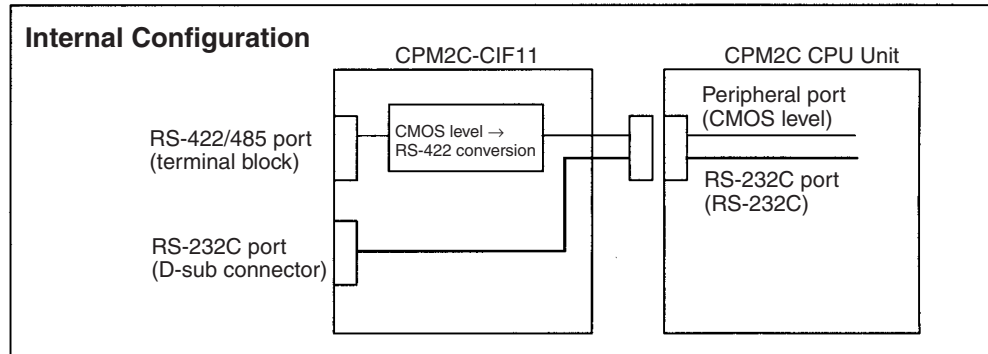 Internal Configuration
CPM2C-CIF11
CPM2C CPU Unit
RS-422/485 port
(terminal block)
CMOS level →
RS-422 conversion
Peripheral port
(CMOS level)
RS-232C port
(RS-232C)
RS-232C port
(D-sub connector)